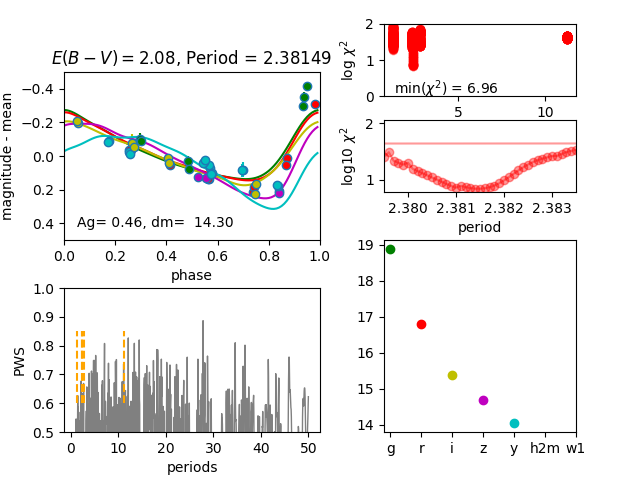 E(B − V) = 2.08, Period = 2.38149
magnitude - mean
−0.4
−0.2
0.0
0.2
0.4
Ag= 0.46, dm=  14.30
0.0 0.2 0.4 0.6 0.8 1.0
phase
log χ²
2
1
0
min(χ²) = 6.96
5 10
log10 χ²
2
1
2.380 2.381 2.382 2.383
period
PWS
1.0
0.9
0.8
0.7
0.6
0.5
0 10 20 30 40 50
periods
19
18
17
16
15
14
g r i z y h2m w1